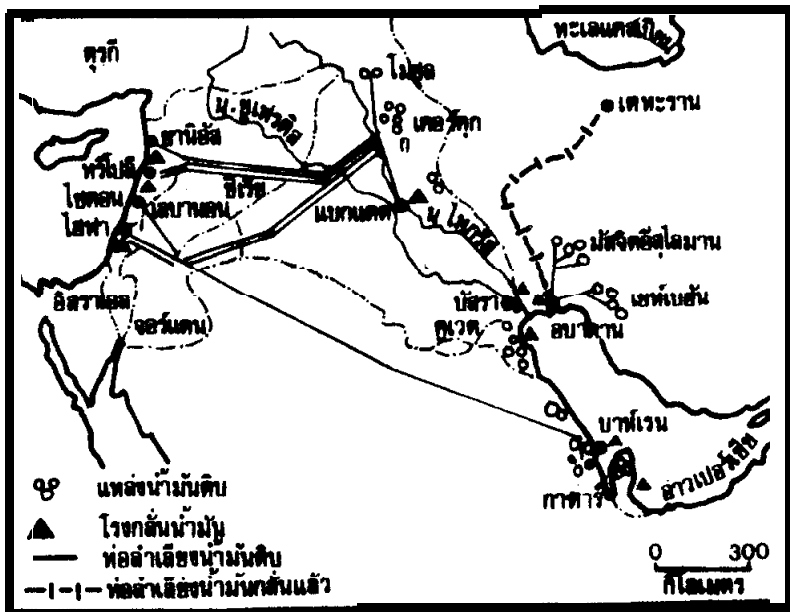 ทะเลแคสเปียน
ตุรกี
โมซูล
เตหะราน
น. ยูเฟรติส
เคอร์คุก
บานิอัส
ทริโปลี
ซีเรีย
ไซดอน
เลบานอน
แบกแดด
น. ไทกริส
ไฮฟา
มัสจิดอีสุไลมาน
อิสราเอล
บัสรา
จอร์แดน
คูเวต
อบาดาน
บาห์เรน
กาตาร์
อ่าวเปอร์เซีย
แหล่งน้ำมันดิบ
โรงกลั่นน้ำมัน
ท่อลำเลียงน้ำมันดิบ
ท่อลำเลียงน้ำมันกลั่นแล้ว
0 300
กิโลเมตร